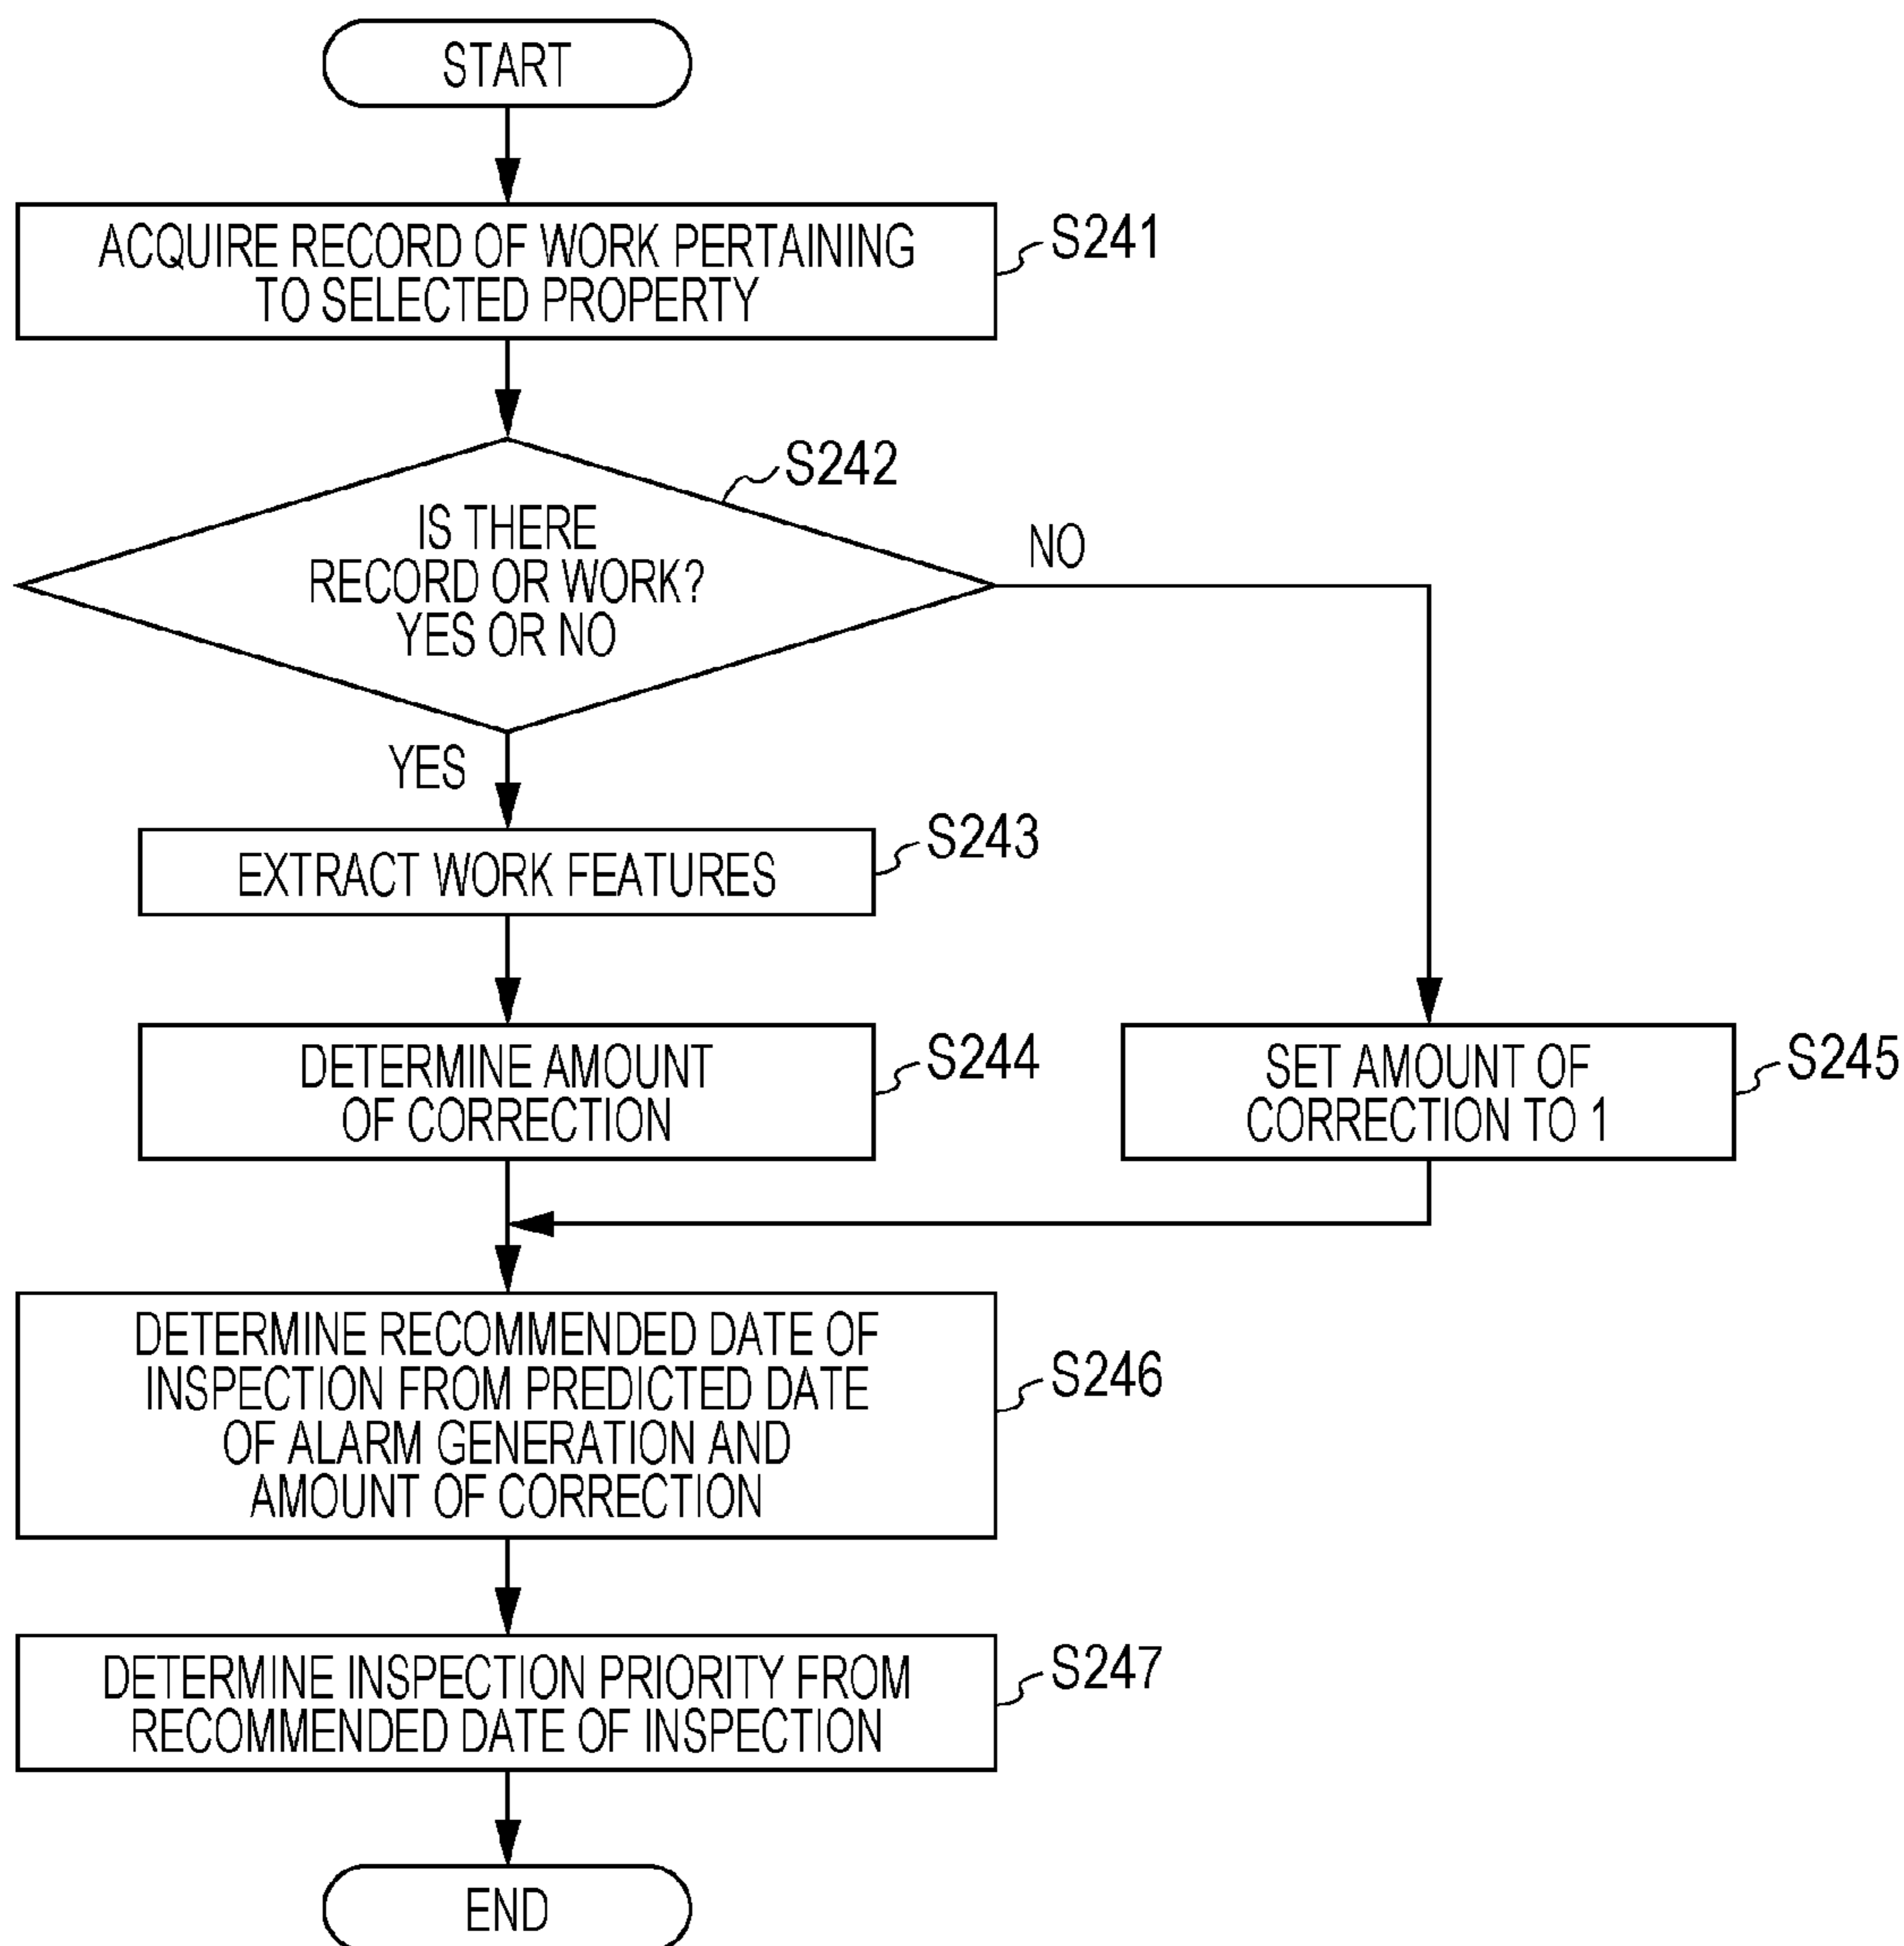 START
ACQUIRE RECORD OF WORK PERTAINING
TO SELECTED PROPERTY
S241
S242
IS THERE
RECORD OR WORK?
YES OR NO
NO
YES
EXTRACT WORK FEATURES
S243
DETERMINE AMOUNT
OF CORRECTION
S244
SET AMOUNT OF
CORRECTION TO 1
S245
DETERMINE RECOMMENDED DATE OF
INSPECTION FROM PREDICTED DATE
OF ALARM GENERATION AND
AMOUNT OF CORRECTION
S246
DETERMINE INSPECTION PRIORITY FROM
RECOMMENDED DATE OF INSPECTION
S247
END